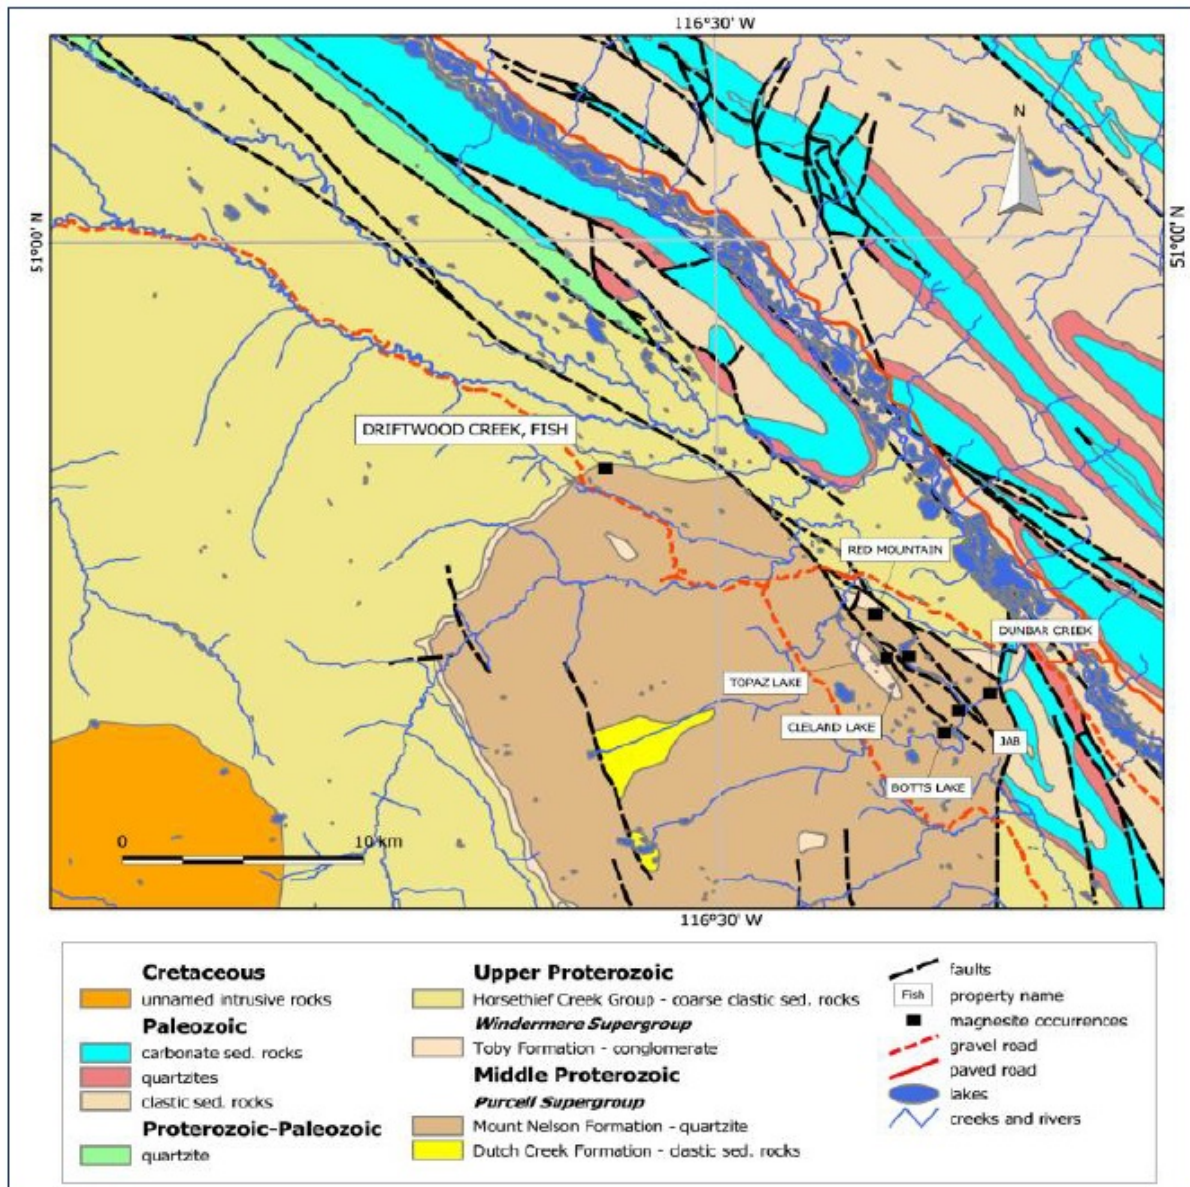 116°30' W
51°00' N
51°00' N
N
DRIFTWOOD CREEK, FISH
RED MOUNTAIN
DUNBAR CREEK
TOPAZ LAKE
CLELAND LAKE
JAB
BOTTS LAKE
0 10 km
116°30' W
Cretaceous
unnamed intrusive rocks
Paleozoic
carbonate sed. rocks
quartzites
clastic sed. rocks
Proterozoic-Paleozoic
quartzite
Upper Proterozoic
Horsethief Creek Group - coarse clastic sed. rocks
Windermere Supergroup
Toby Formation - conglomerate
Middle Proterozoic
Purcell Supergroup
Mount Nelson Formation - quartzite
Dutch Creek Formation - clastic sed. rocks
faults
Fish property name
magnesite occurrences
gravel road
paved road
lakes
creeks and rivers